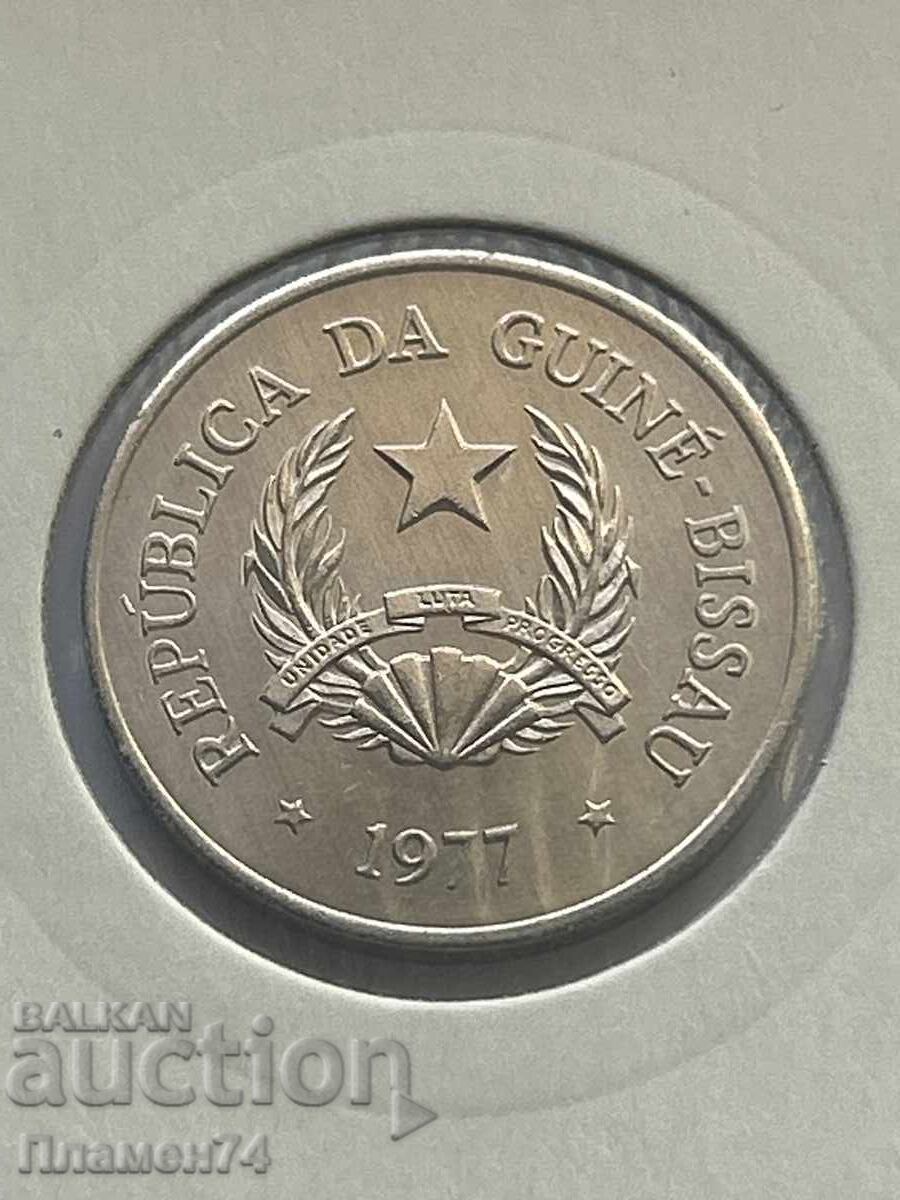 REPÚBLICA DA GUINÉ-BISSAU
UNIDADE LUTA PROGRESSO
1977
BALKAN
auction
Пламен74